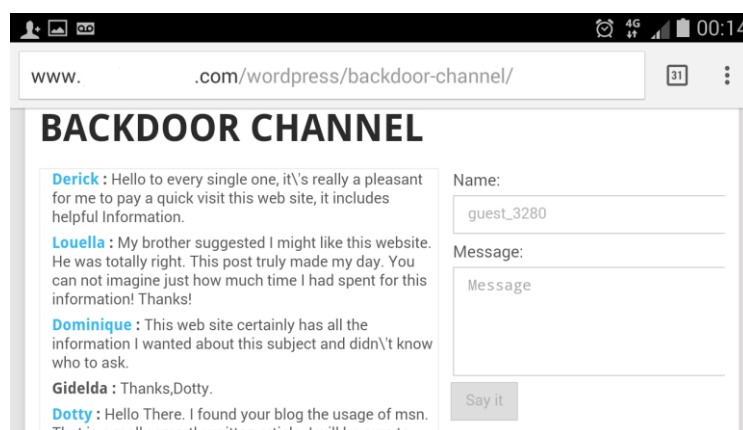 4G 00:14
www. .com/wordpress/backdoor-channel/ 31
BACKDOOR CHANNEL
Derick : Hello to every single one, it\'s really a pleasant
for me to pay a quick visit this web site, it includes
helpful Information.
Louella : My brother suggested I might like this website.
He was totally right. This post truly made my day. You
can not imagine just how much time I had spent for this
information! Thanks!
Dominique : This web site certainly has all the
information I wanted about this subject and didn\'t know
who to ask.
Gidelda : Thanks,Dotty.
Dotty : Hello There. I found your blog the usage of msn.
Name:
guest_3280
Message:
Message
Say it